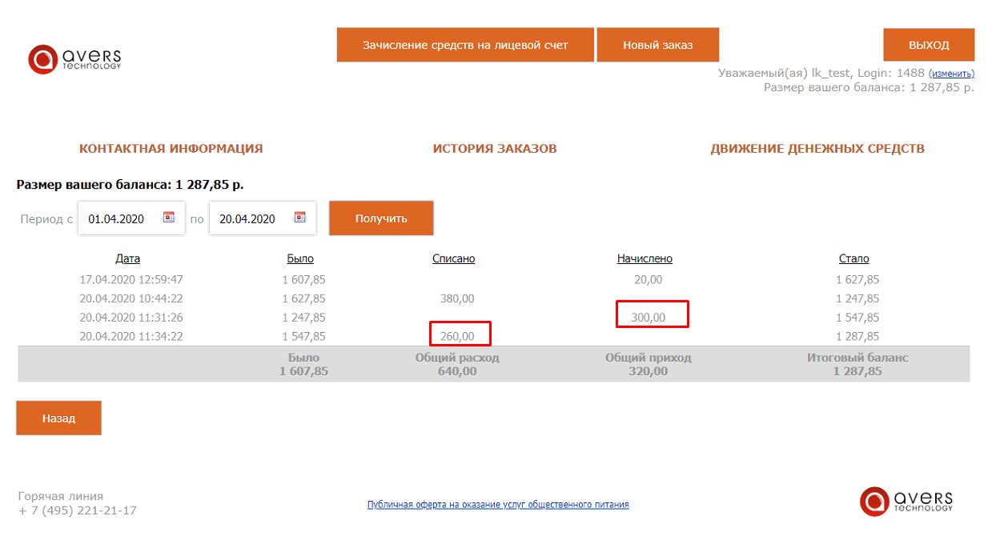 avers
TECHNOLOGY
Зачисление средств на лицевой счет
Новый заказ
ВЫХОД
Уважаемый(ая) lk_test, Login: 1488 (изменить)
Размер вашего баланса: 1 287,85 р.
КОНТАКТНАЯ ИНФОРМАЦИЯ ИСТОРИЯ ЗАКАЗОВ ДВИЖЕНИЕ ДЕНЕЖНЫХ СРЕДСТВ
Размер вашего баланса: 1 287,85 р.
Период с 01.04.2020 по 20.04.2020 Получить
Дата Было Списано Начислено Стало
17.04.2020 12:59:47 1 607,85 20,00 1 627,85
20.04.2020 10:44:22 1 627,85 380,00 1 247,85
20.04.2020 11:31:26 1 247,85 300,00 1 547,85
20.04.2020 11:34:22 1 547,85 260,00 1 287,85
Было Общий расход Общий приход Итоговый баланс
1 607,85 640,00 320,00 1 287,85
Назад
Горячая линия
+ 7 (495) 221-21-17
Публичная оферта на оказание услуг общественного питания
avers
TECHNOLOGY